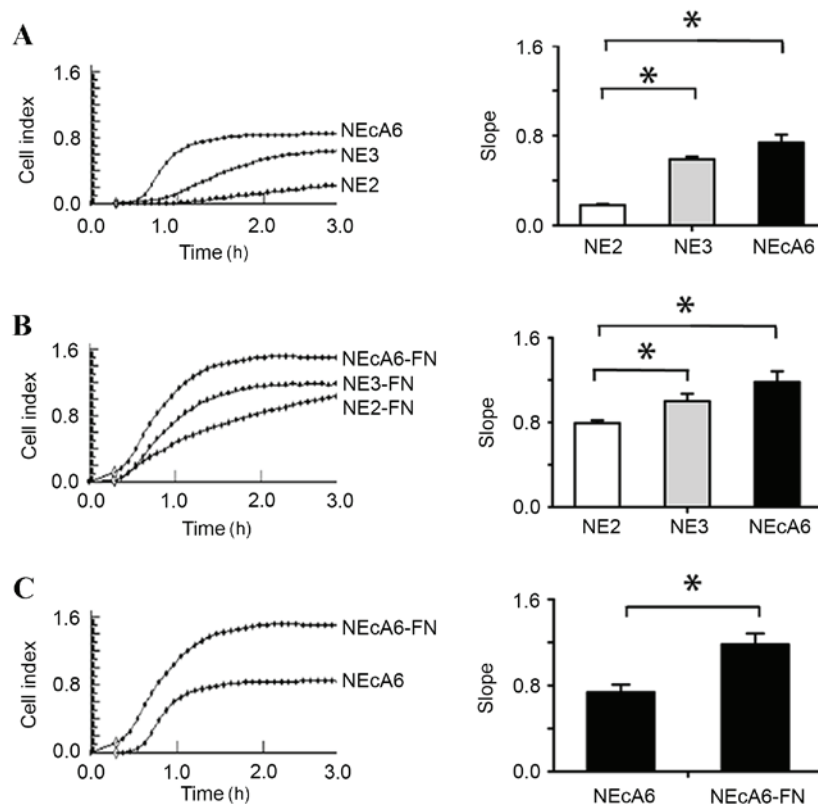 A
Cell index
1.6
0.8
0.0
NEcA6
NE3
NE2
0.0 1.0 2.0 3.0
Time (h)
Slope
1.6
0.8
0.0
*
*
NE2 NE3 NEcA6
B
Cell index
1.6
0.8
0.0
NEcA6-FN
NE3-FN
NE2-FN
0.0 1.0 2.0 3.0
Time (h)
Slope
1.6
0.8
0.0
*
*
NE2 NE3 NEcA6
C
Cell index
1.6
0.8
0.0
NEcA6-FN
NEcA6
0.0 1.0 2.0 3.0
Time (h)
Slope
1.6
0.8
0.0
*
NEcA6 NEcA6-FN